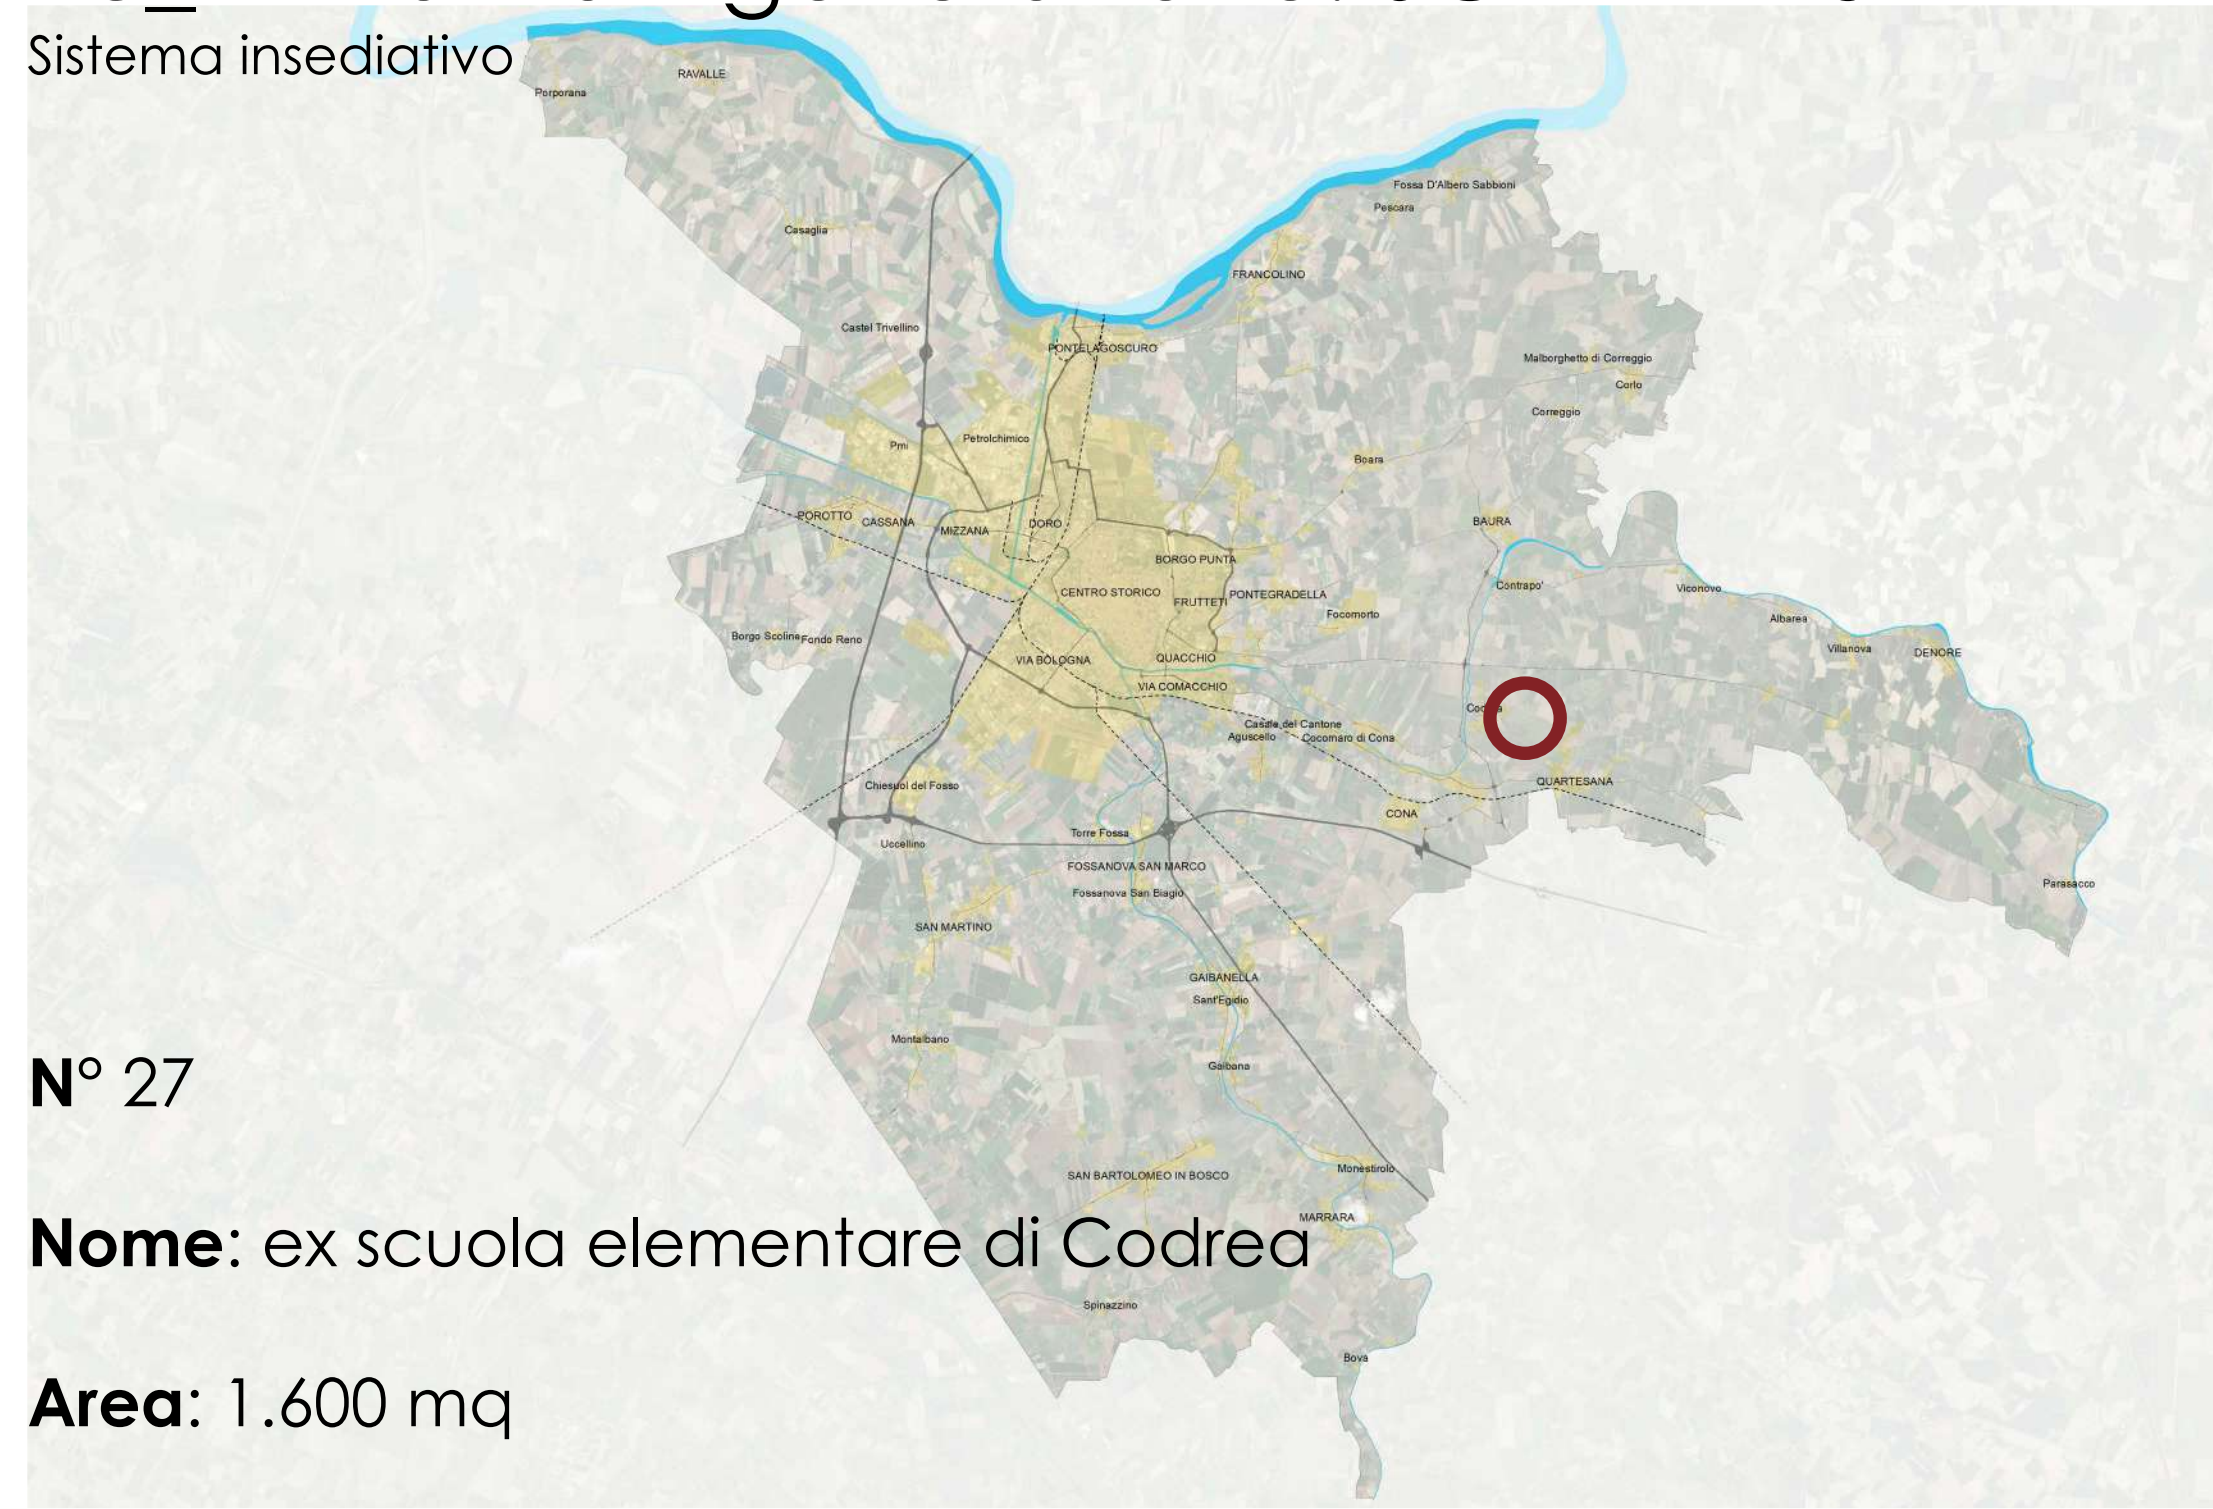 Sistema insediativo
RAVALLE
Porporana
Fossa D'Albero Sabbioni
Pescara
Casaglia
FRANCOLINO
Castel Trivellino
PONTELAGOSCURO
Malborghetto di Correggio
Corlo
Correggio
Petrolchimico
Pmi
Boara
POROTTO
CASSANA
MIZZANA
DORO
BAURA
BORGO PUNTA
CENTRO STORICO
FRUTTETI
PONTEGRADELLA
Contrapo'
Viconovo
Focomorto
Albarea
Borgo Scoline
Fondo Reno
Villanova
DENORE
VIA BOLOGNA
QUACCHIO
VIA COMACCHIO
Casale del Cantone
Aguscello
Cocomaro di Cona
QUARTESANA
Chiesuol del Fosso
CONA
Torre Fossa
Uccellino
FOSSANOVA SAN MARCO
Fossanova San Biagio
Parasacco
SAN MARTINO
GAIBANELLA
Sant'Egidio
Montalbano
Gaibana
N° 27
Monestirolo
SAN BARTOLOMEO IN BOSCO
MARRARA
Nome: ex scuola elementare di Codrea
Spinazzino
Bova
Area: 1.600 mq